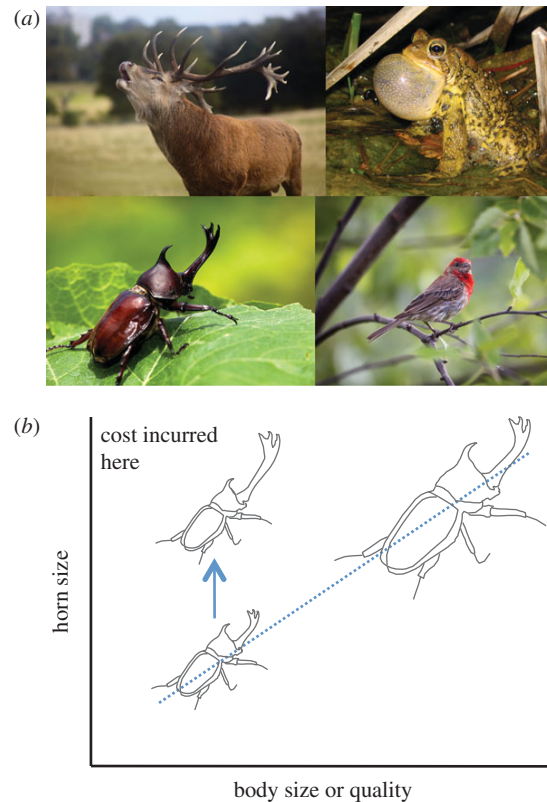 (a)
(b)
cost incurred
here
horn size
body size or quality